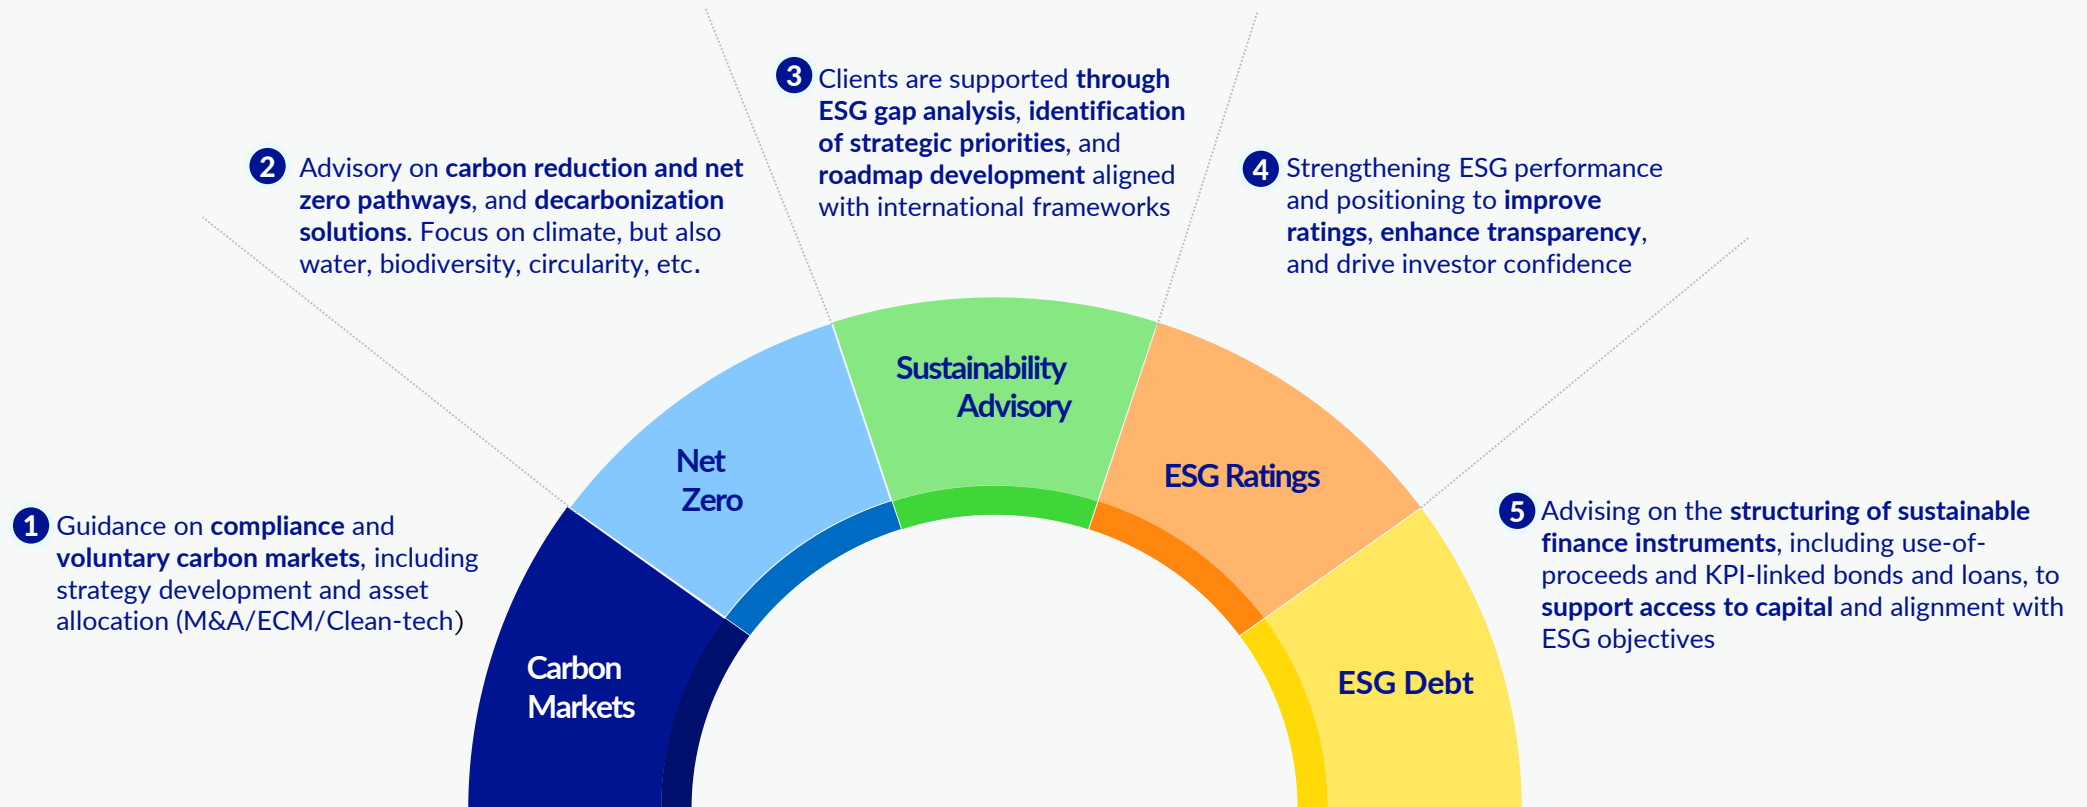 1
Guidance on compliance and
voluntary carbon markets, including
strategy development and asset
allocation (M&A/ECM/Clean-tech)
2
Advisory on carbon reduction and net
zero pathways, and decarbonization
solutions. Focus on climate, but also
water, biodiversity, circularity, etc.
3
Clients are supported through
ESG gap analysis, identification
of strategic priorities, and
roadmap development aligned
with international frameworks
4
Strengthening ESG performance
and positioning to improve
ratings, enhance transparency,
and drive investor confidence
5
Advising on the structuring of sustainable
finance instruments, including use-of-
proceeds and KPI-linked bonds and loans, to
support access to capital and alignment with
ESG objectives
Carbon
Markets
Net
Zero
Sustainability
Advisory
ESG Ratings
ESG Debt